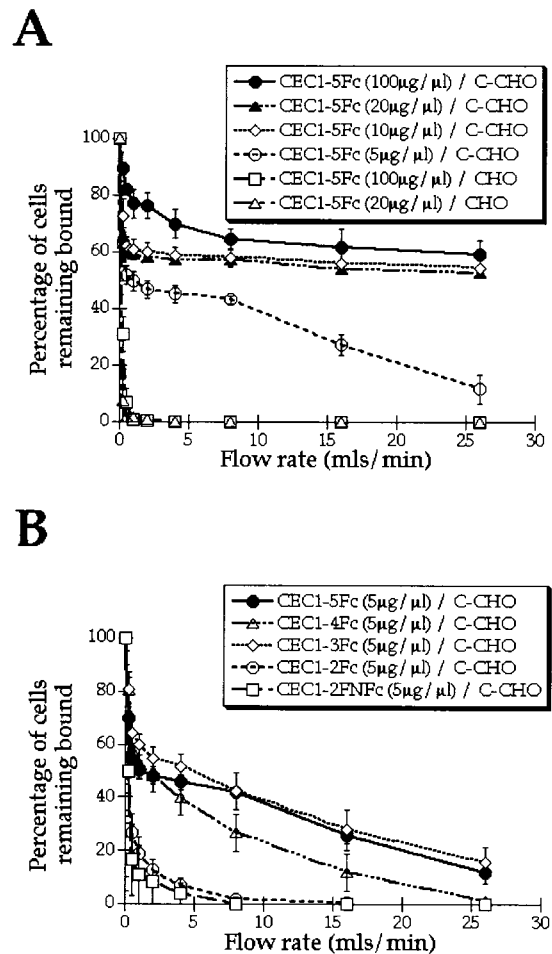 A
CEC1-5Fc (100µg/µl) / C-CHO
CEC1-5Fc (20µg/µl) / C-CHO
CEC1-5Fc (10µg/µl) / C-CHO
CEC1-5Fc (5µg/µl) / C-CHO
CEC1-5Fc (100µg/µl) / CHO
CEC1-5Fc (20µg/µl) / CHO
Percentage of cells
remaining bound
100
80
60
40
20
0
0 5 10 15 20 25 30
Flow rate (mls/min)
B
CEC1-5Fc (5µg/µl) / C-CHO
CEC1-4Fc (5µg/µl) / C-CHO
CEC1-3Fc (5µg/µl) / C-CHO
CEC1-2Fc (5µg/µl) / C-CHO
CEC1-2FNFc (5µg/µl) / C-CHO
Percentage of cells
remaining bound
100
80
60
40
20
0
0 5 10 15 20 25 30
Flow rate (mls/min)